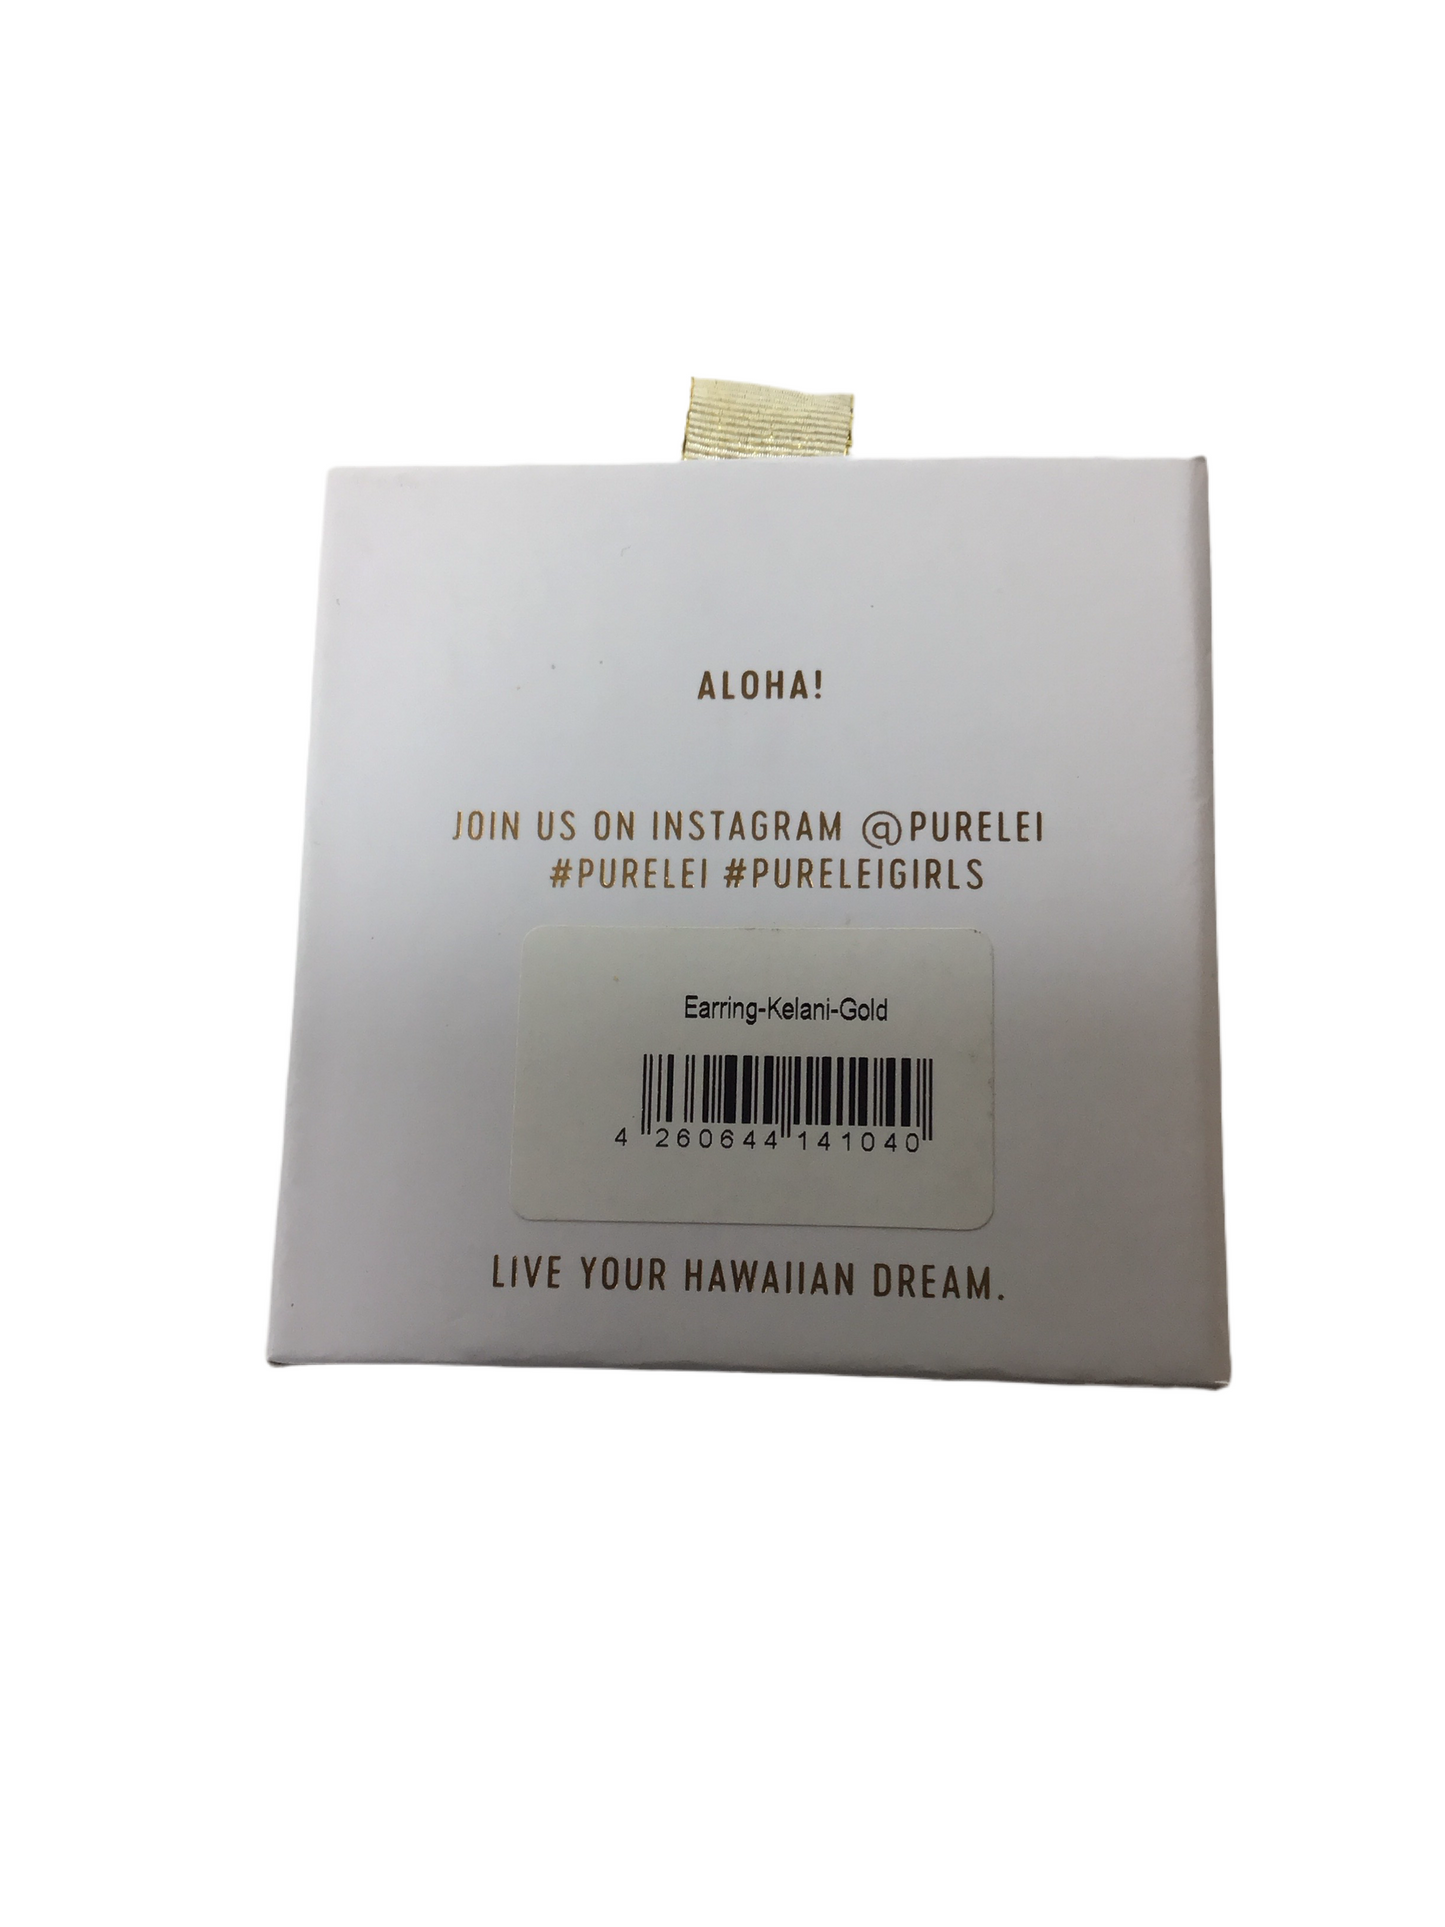 ALOHA!
JOIN US ON INSTAGRAM @PURELEI
#PURELEI #PURELEIGIRLS
Earring-Kelani-Gold
4 260644 141040
LIVE YOUR HAWAIIAN DREAM.